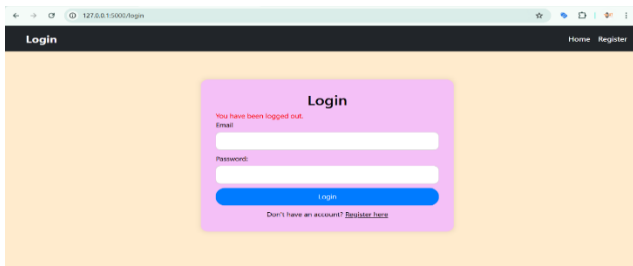 127.0.0.1:5000/login
Login
Home Register
Login
You have been logged out.
Email
Password:
Login
Don't have an account? Register here